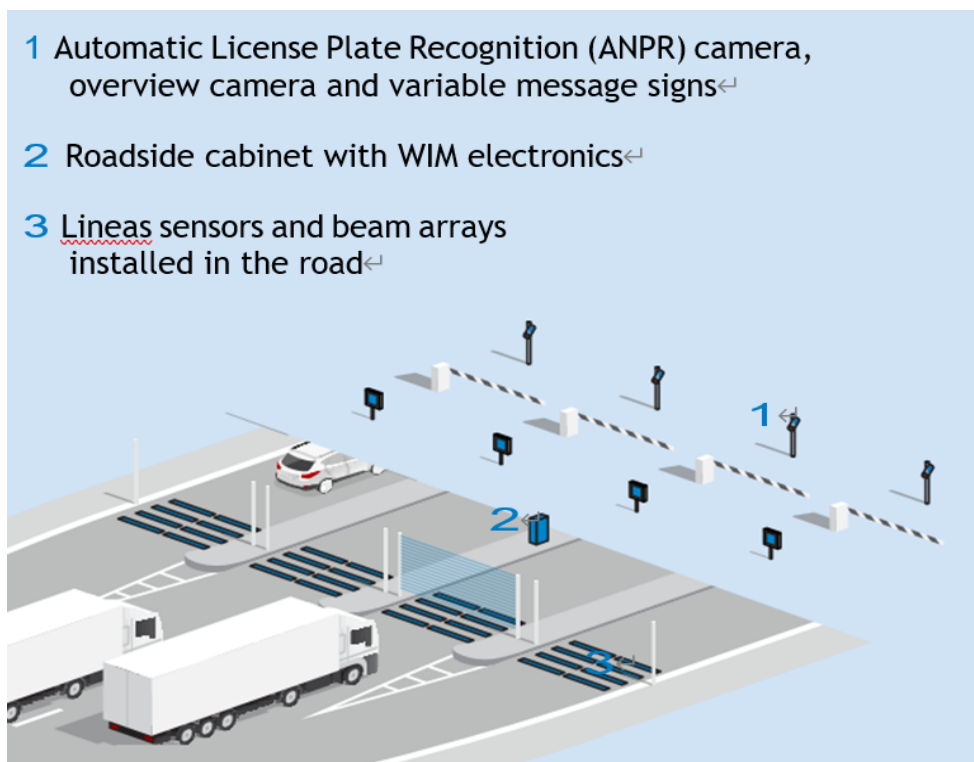 1 Automatic License Plate Recognition (ANPR) camera,
overview camera and variable message signs↵
2 Roadside cabinet with WIM electronics↵
3 Lineas sensors and beam arrays
installed in the road↵
1↵
2↵
3↵